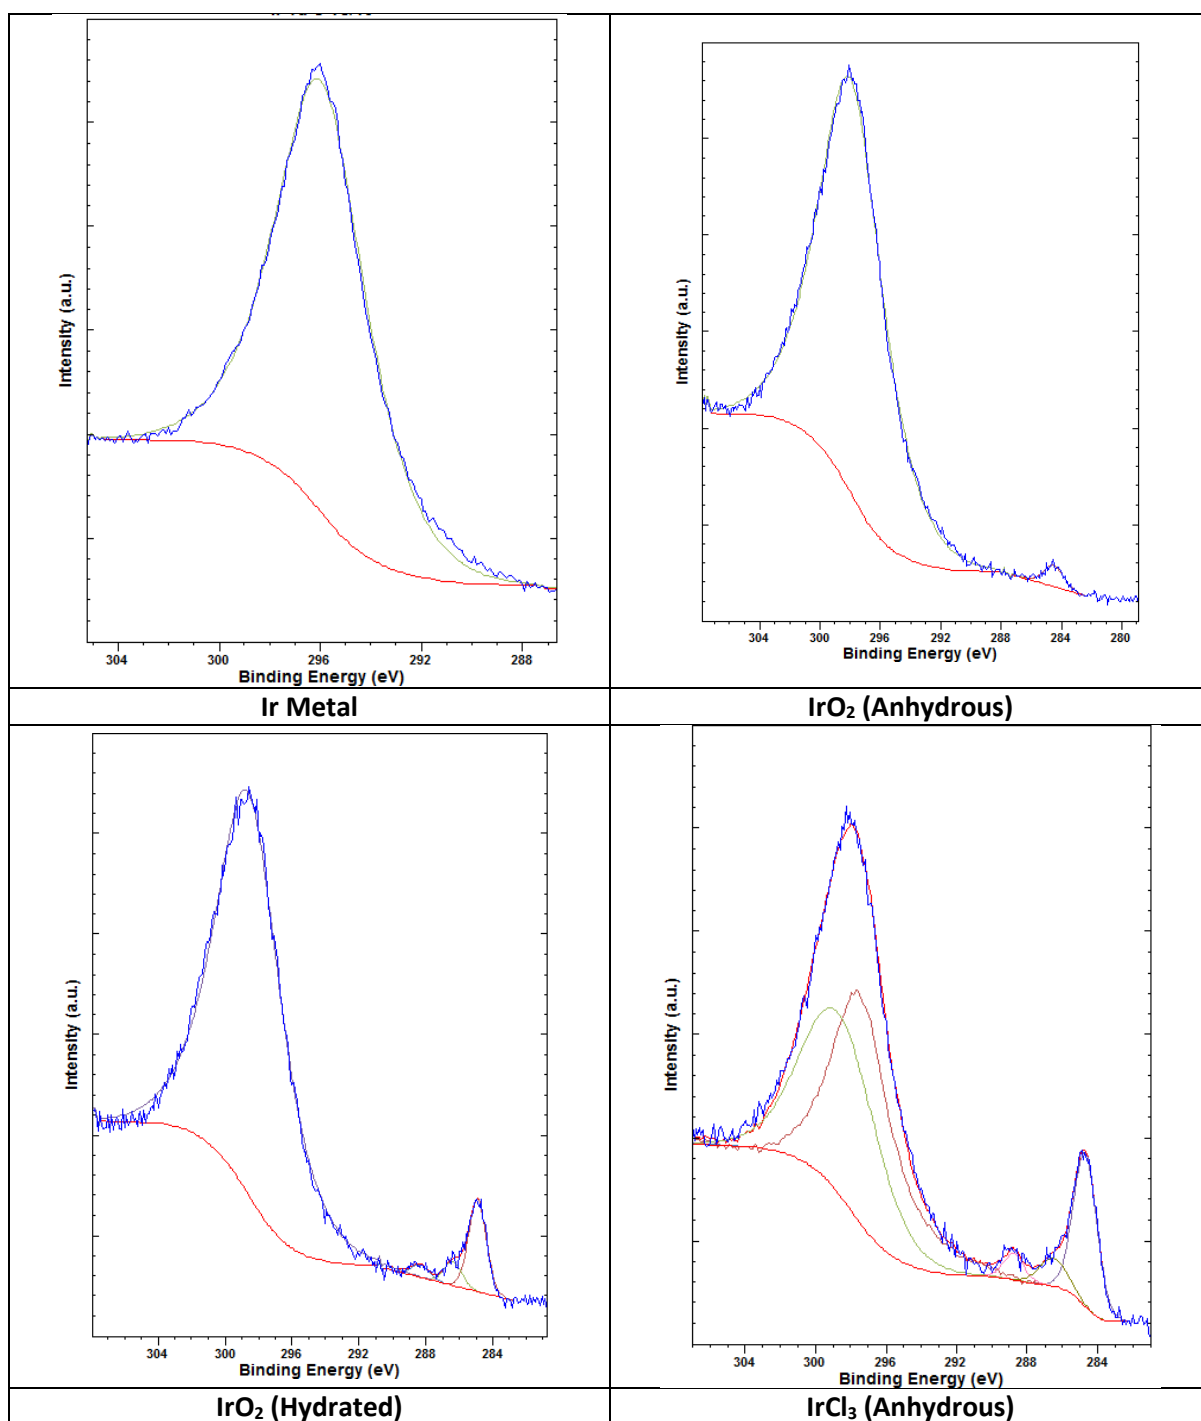 Intensity (a.u.)
304 300 296 292 288
Binding Energy (eV)
Intensity (a.u.)
304 300 296 292 288 284 280
Binding Energy (eV)
Ir Metal
IrO₂ (Anhydrous)
Intensity (a.u.)
304 300 296 292 288 284
Binding Energy (eV)
Intensity (a.u.)
304 300 296 292 288 284
Binding Energy (eV)
IrO₂ (Hydrated)
IrCl₃ (Anhydrous)